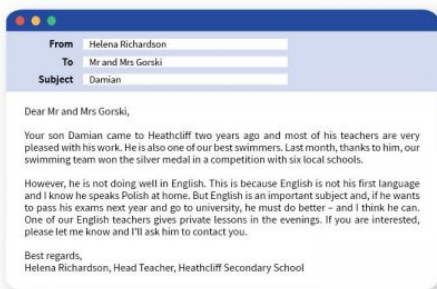 From Helena Richardson
To Mr and Mrs Gorski
Subject Damian
Dear Mr and Mrs Gorski,
Your son Damian came to Heathcliff two years ago and most of his teachers are very
pleased with his work. He is also one of our best swimmers. Last month, thanks to him, our
swimming team won the silver medal in a competition with six local schools.
However, he is not doing well in English. This is because English is not his first language
and I know he speaks Polish at home. But English is an important subject and, if he wants
to pass his exams next year and go to university, he must do better – and I think he can.
One of our English teachers gives private lessons in the evenings. If you are interested,
please let me know and I'll ask him to contact you.
Best regards,
Helena Richardson, Head Teacher, Heathcliff Secondary School